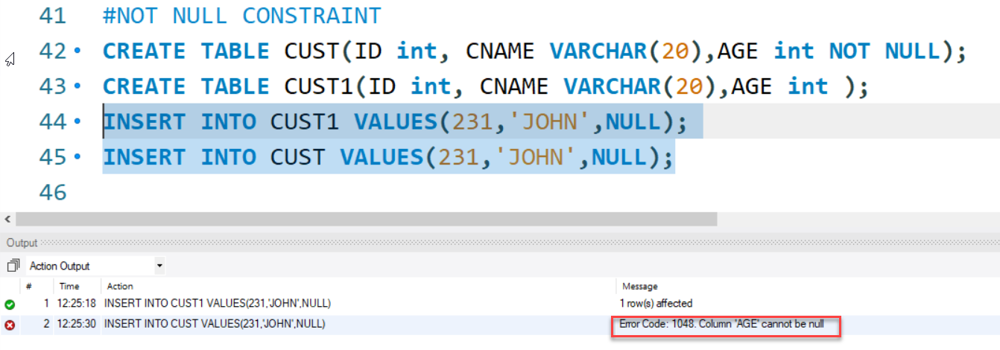 41 #NOT NULL CONSTRAINT
42 CREATE TABLE CUST(ID int, CNAME VARCHAR(20),AGE int NOT NULL);
43 CREATE TABLE CUST1(ID int, CNAME VARCHAR(20),AGE int );
44 INSERT INTO CUST1 VALUES(231,'JOHN',NULL);
45 INSERT INTO CUST VALUES(231,'JOHN',NULL);
46
Output
Action Output
# Time Action Message
1 12:25:18 INSERT INTO CUST1 VALUES(231,'JOHN',NULL) 1 row(s) affected
2 12:25:30 INSERT INTO CUST VALUES(231,'JOHN',NULL) Error Code: 1048. Column 'AGE' cannot be null